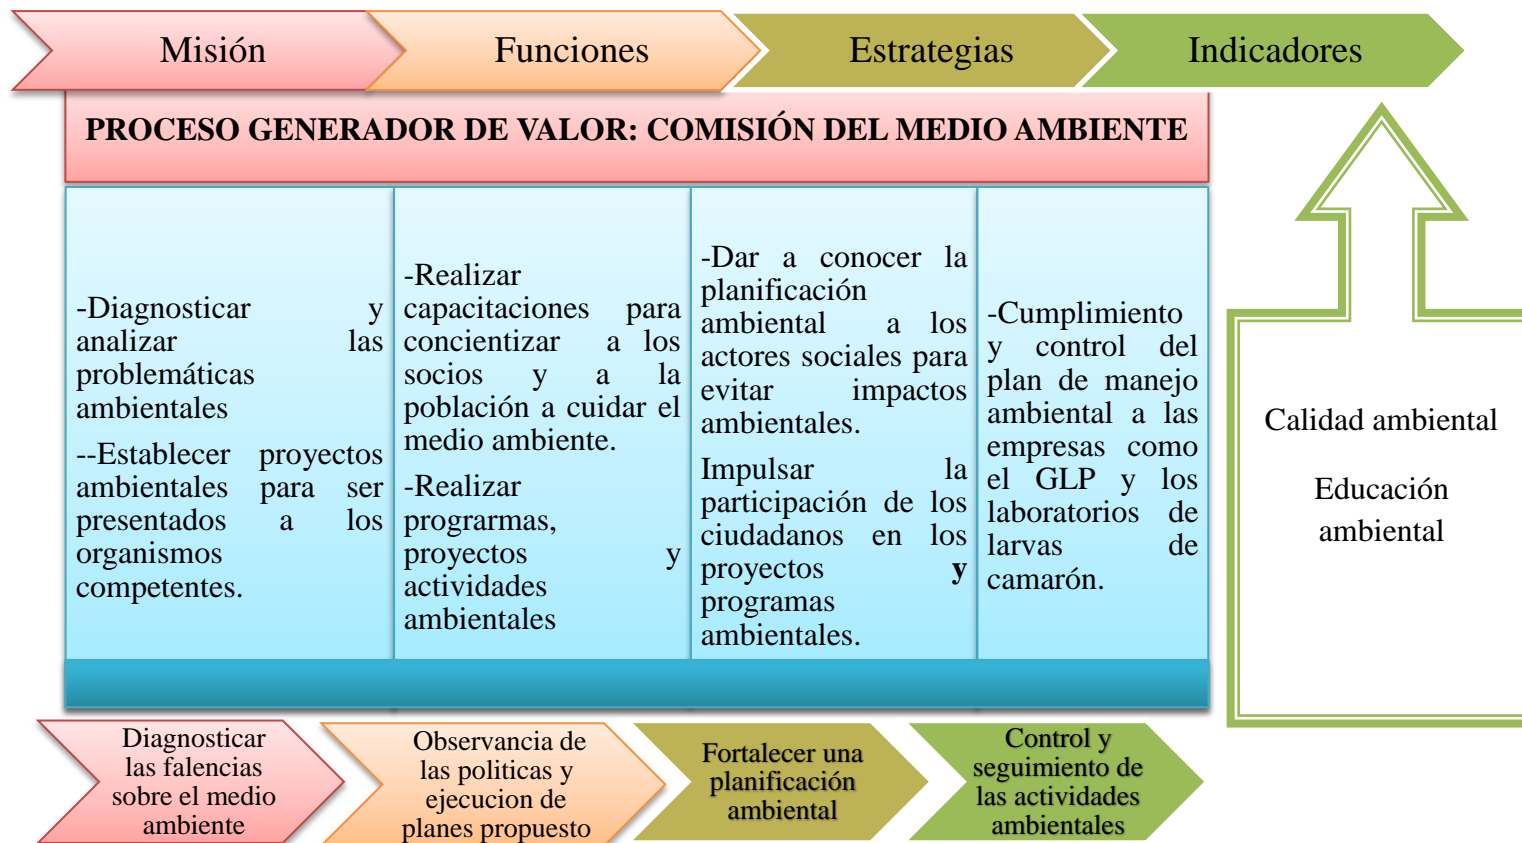 Misión
Funciones
Estrategias
Indicadores
PROCESO GENERADOR DE VALOR: COMISIÓN DEL MEDIO AMBIENTE
-Diagnosticar y
analizar las
problemáticas
ambientales
--Establecer proyectos
ambientales para ser
presentados a los
organismos
competentes.
-Realizar
capacitaciones para
concientizar a los
socios y a la
población a cuidar el
medio ambiente.
-Realizar
prograrmas,
proyectos y
actividades
ambientales
-Dar a conocer la
planificación
ambiental a los
actores sociales para
evitar impactos
ambientales.
Impulsar la
participación de los
ciudadanos en los
proyectos y
programas
ambientales.
-Cumplimiento
y control del
plan de manejo
ambiental a las
empresas como
el GLP y los
laboratorios de
larvas de
camarón.
Calidad ambiental
Educación
ambiental
Diagnosticar
las falencias
sobre el medio
ambiente
Observancia de
las politicas y
ejecucion de
planes propuesto
Fortalecer una
planificación
ambiental
Control y
seguimiento de
las actividades
ambientales